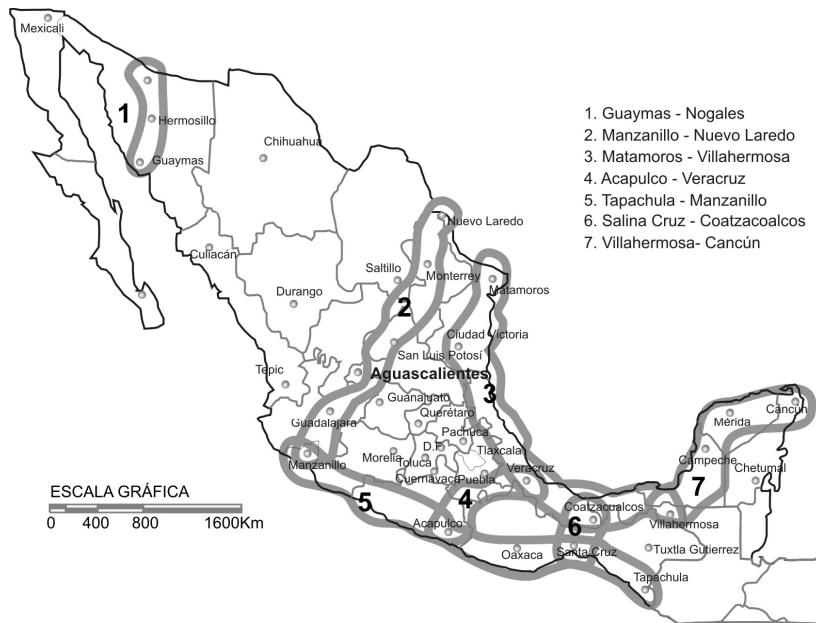 Mexicali
1
Hermosillo
Guaymas
Chihuahua
1. Guaymas - Nogales
2. Manzanillo - Nuevo Laredo
3. Matamoros - Villahermosa
4. Acapulco - Veracruz
5. Tapachula - Manzanillo
6. Salina Cruz - Coatzacoalcos
7. Villahermosa- Cancún
Nuevo Laredo
Culiacán
Saltillo
Monterrey
Durango
Matamoros
2
Ciudad Victoria
San Luis Potosí
Tepic
Aguascalientes
3
Guanajuato
Cancún
Querétaro
Mérida
Guadalajara
Pachuca
D.F.
Tlaxcala
Morelia
Toluca
Manzanillo
Campeche
Cuernavaca
Puebla
Veracruz
Chetumal
7
ESCALA GRÁFICA
5
4
Coatzacualcos
0 400 800 1600Km
Acapulco
6
Villahermosa
Oaxaca
Santa Cruz
Tuxtla Gutierrez
Tapachula